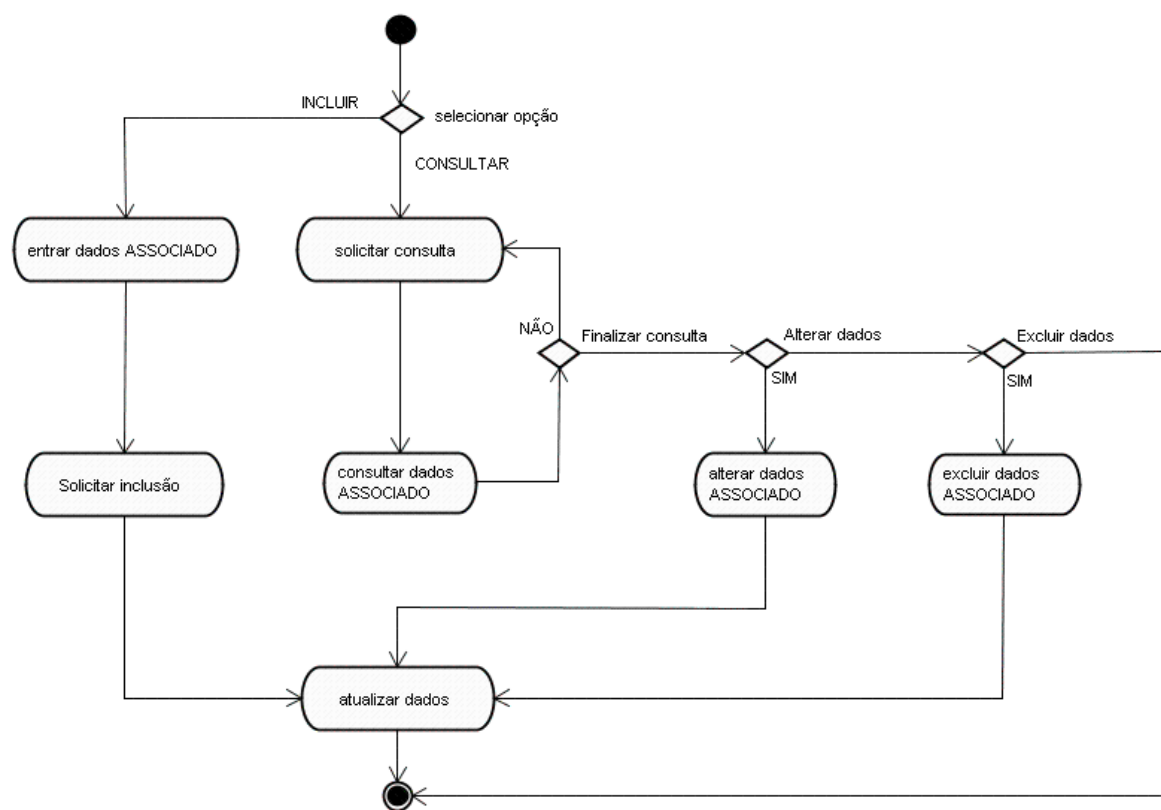 INCLUIR
selecionar opção
CONSULTAR
entrar dados ASSOCIADO
solicitar consulta
NÃO
Finalizar consulta
Alterar dados
Excluir dados
SIM
SIM
Solicitar inclusão
consultar dados
ASSOCIADO
alterar dados
ASSOCIADO
excluir dados
ASSOCIADO
atualizar dados